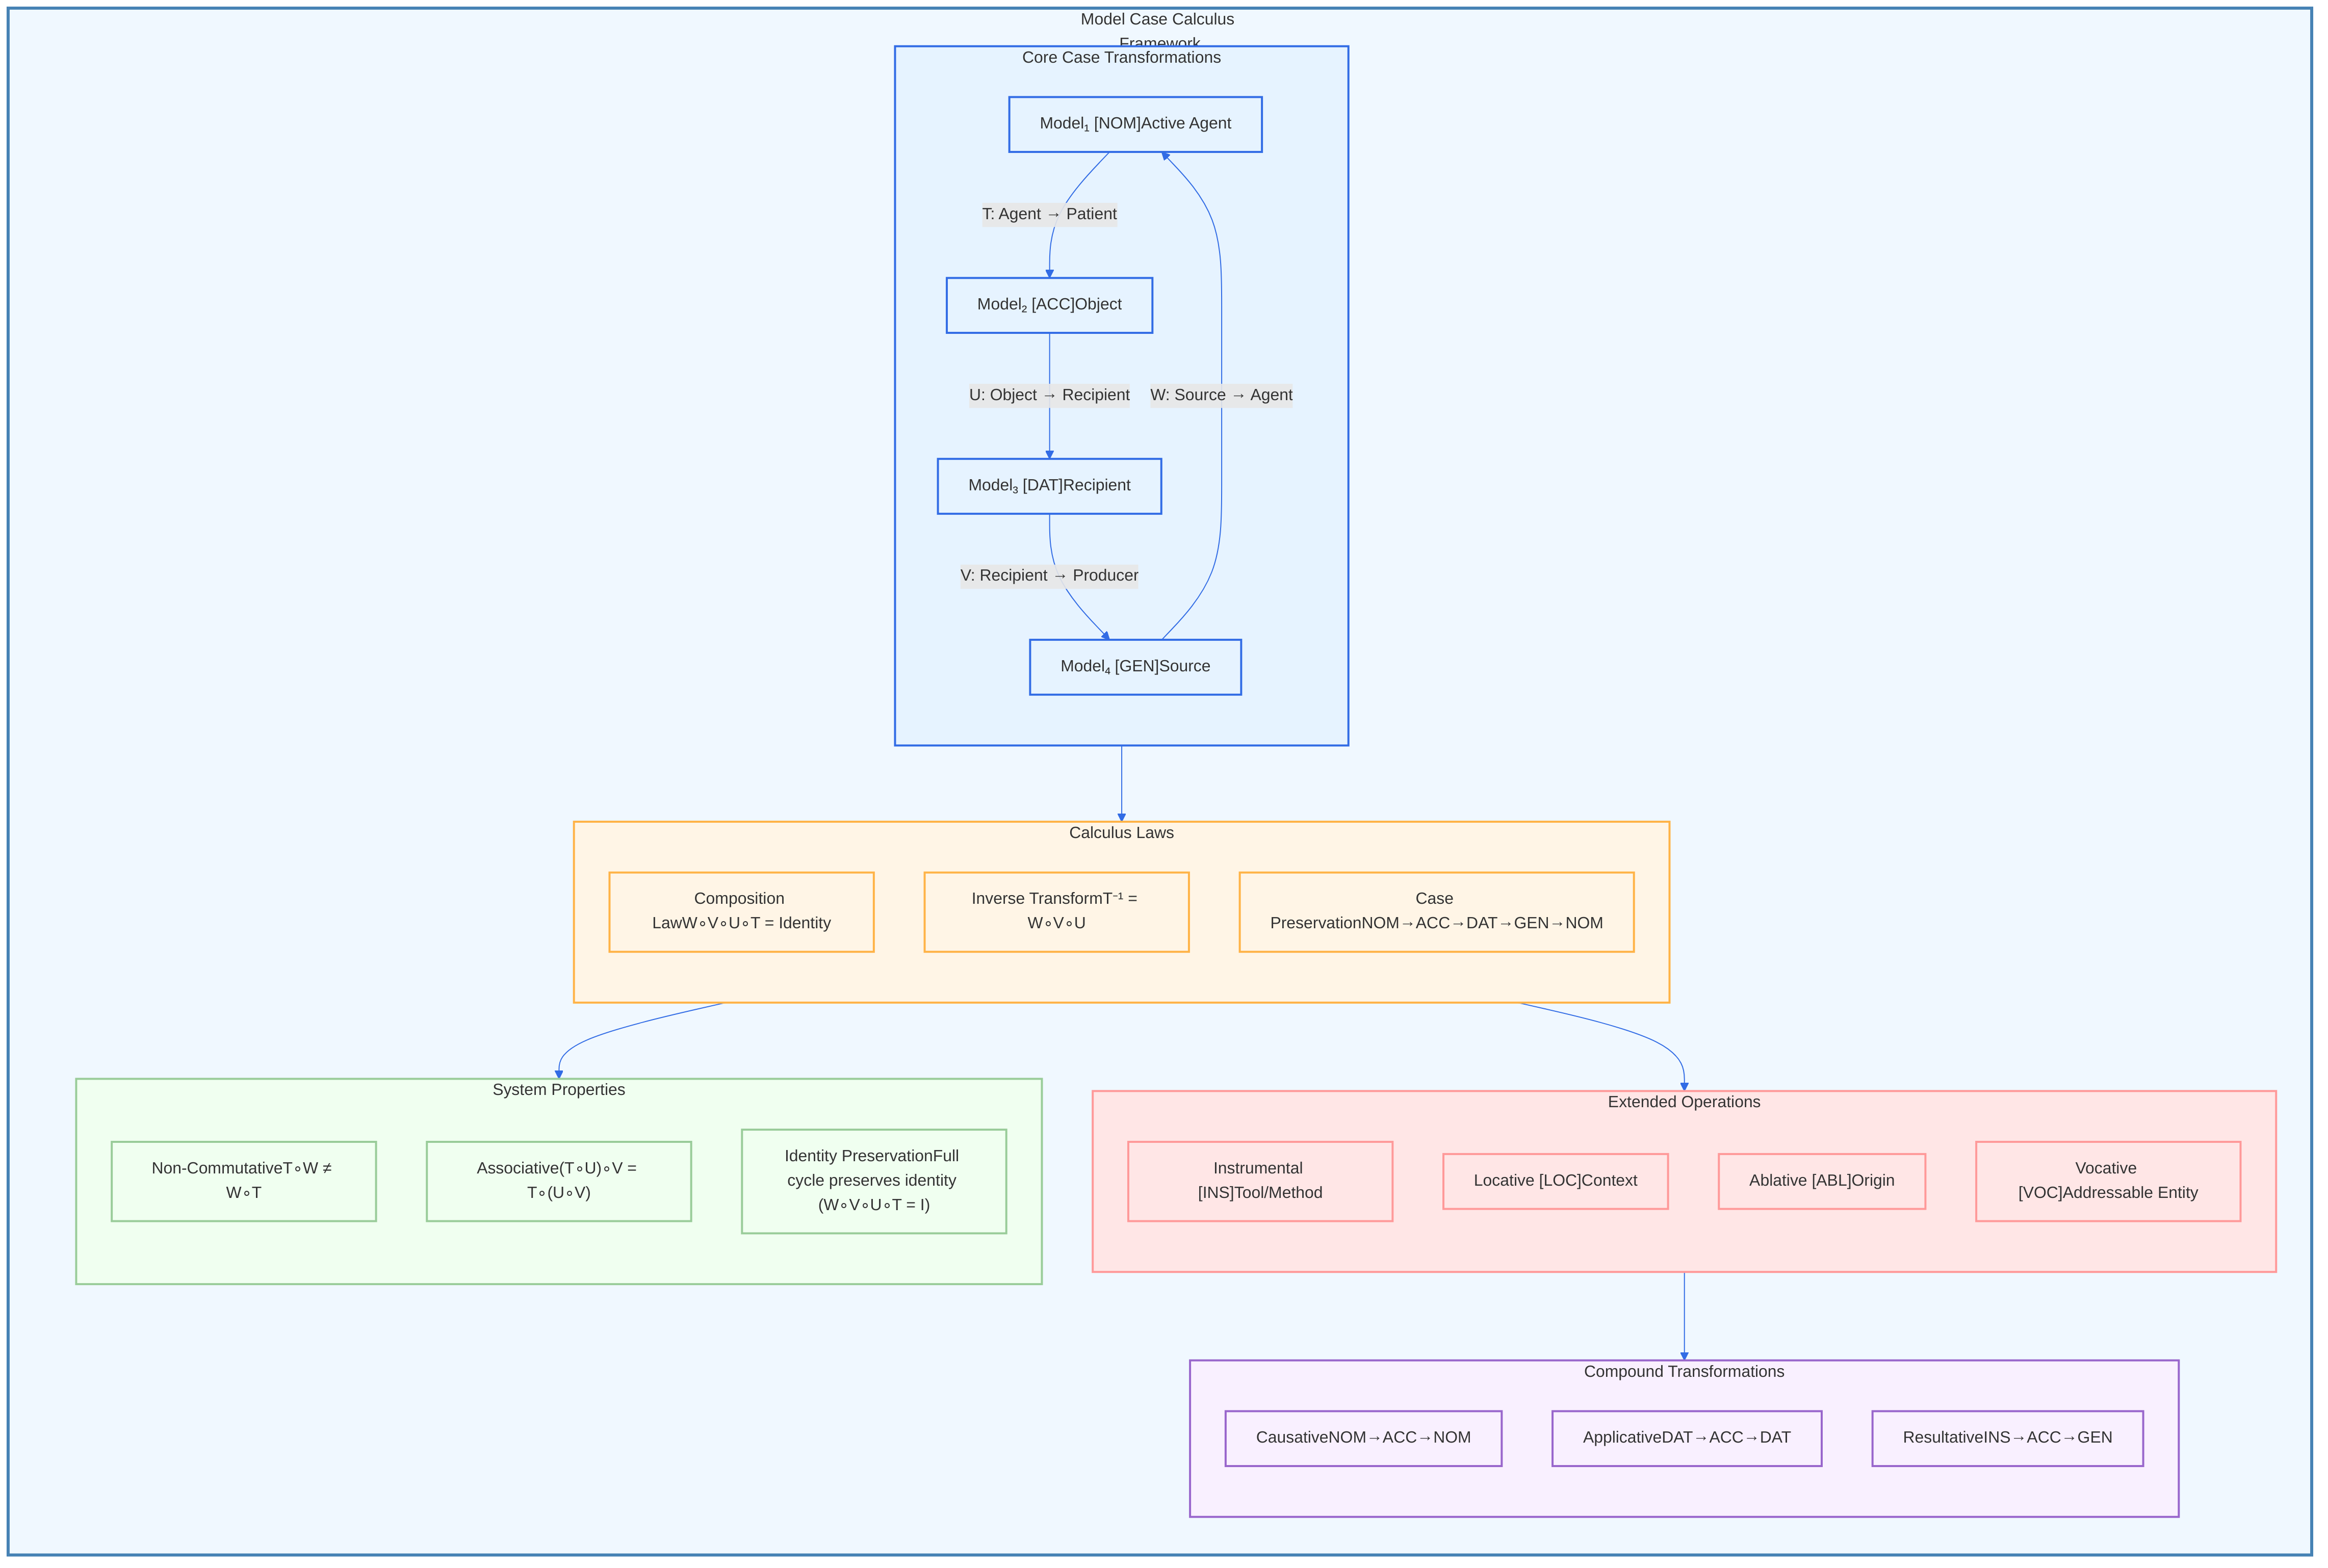 Model Case Calculus
Framework
Core Case Transformations
Model₁ [NOM]Active Agent
T: Agent → Patient
Model₂ [ACC]Object
U: Object → Recipient
W: Source → Agent
Model₃ [DAT]Recipient
V: Recipient → Producer
Model₄ [GEN]Source
Calculus Laws
Composition
LawW∘V∘U∘T = Identity
Inverse TransformT⁻¹ =
W∘V∘U
Case
PreservationNOM→ACC→DAT→GEN→NOM
System Properties
Non-CommutativeT∘W ≠
W∘T
Associative(T∘U)∘V =
T∘(U∘V)
Identity PreservationFull
cycle preserves identity
(W∘V∘U∘T = I)
Extended Operations
Instrumental
[INS]Tool/Method
Locative [LOC]Context
Ablative [ABL]Origin
Vocative
[VOC]Addressable Entity
Compound Transformations
CausativeNOM→ACC→NOM
ApplicativeDAT→ACC→DAT
ResultativeINS→ACC→GEN